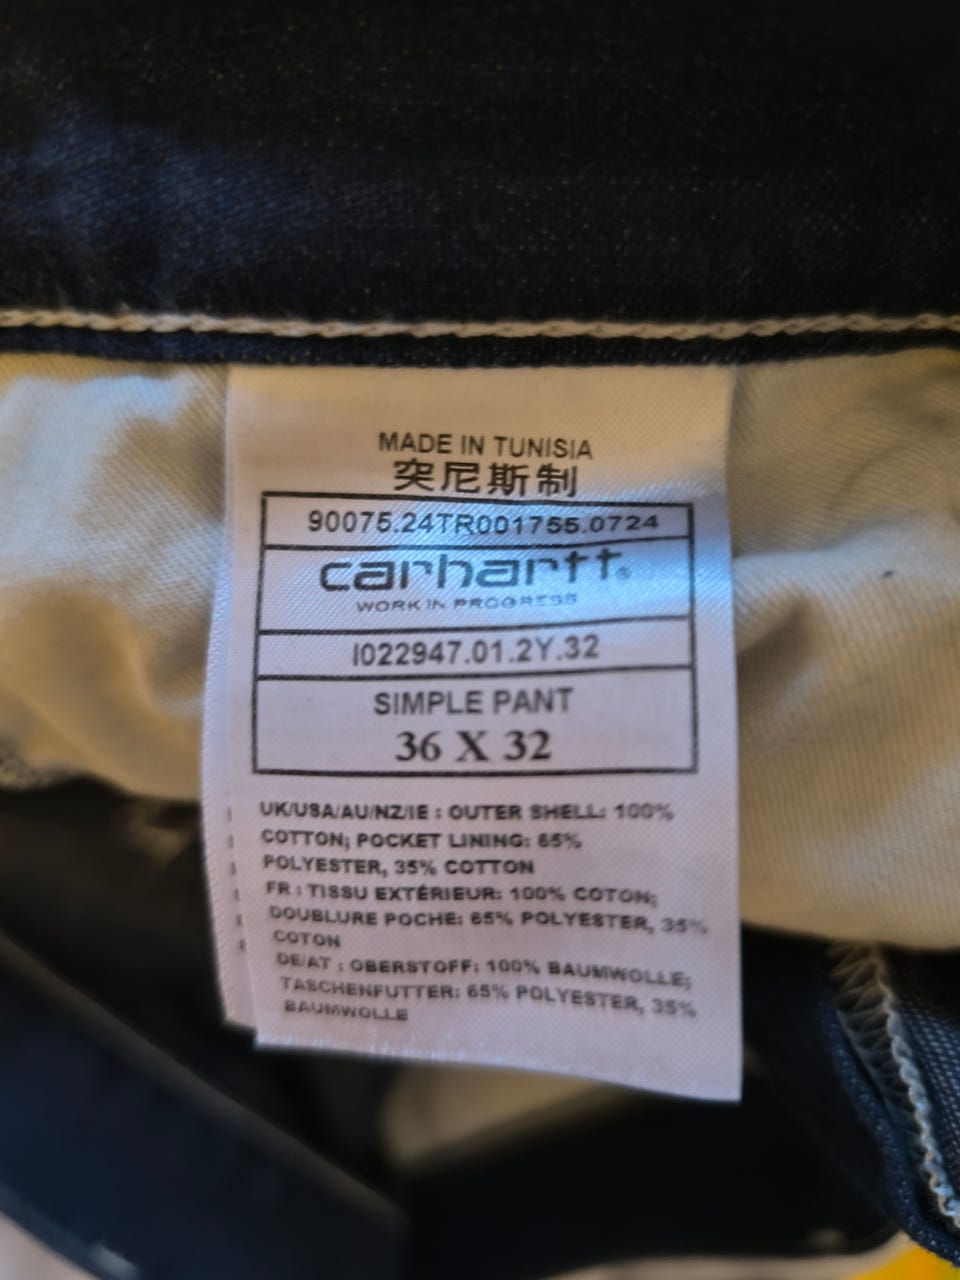 MADE IN TUNISIA
突尼斯制
90075.24TR001755.0724
carhartt®
WORK IN PROGRESS
I022947.01.2Y.32
SIMPLE PANT
36 X 32
UK/USA/AU/NZ/IE : OUTER SHELL: 100%
COTTON; POCKET LINING: 65%
POLYESTER, 35% COTTON
FR : TISSU EXTÉRIEUR: 100% COTON;
DOUBLURE POCHE: 65% POLYESTER, 35%
COTON
DE/AT : OBERSTOFF: 100% BAUMWOLLE;
TASCHENFUTTER: 65% POLYESTER, 35%
BAUMWOLLE